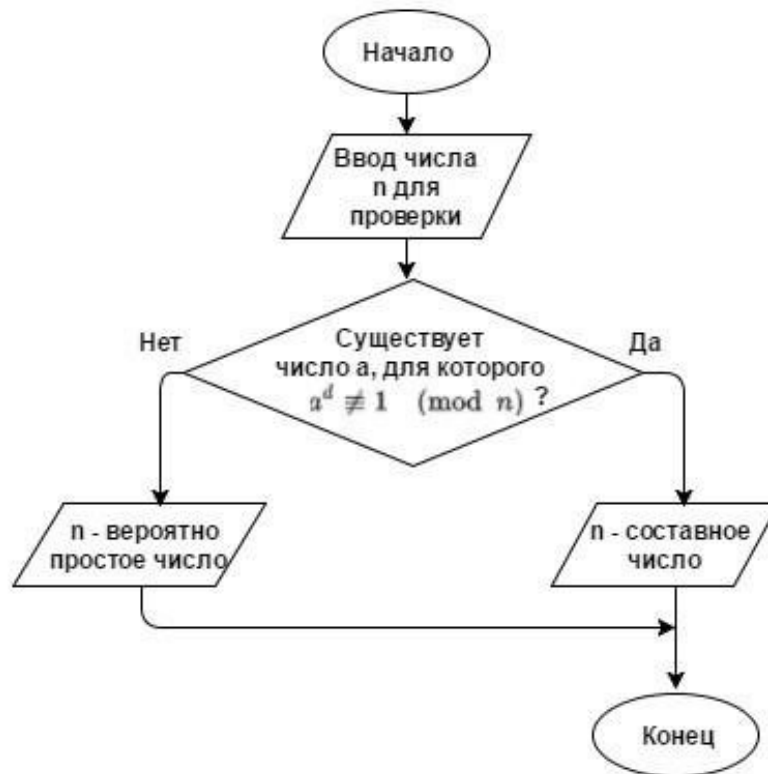 Начало
Ввод числа
n для
проверки
Нет
Да
Существует
число a, для которого
a^d ≢ 1 (mod n) ?
n - вероятно
простое число
n - составное
число
Конец